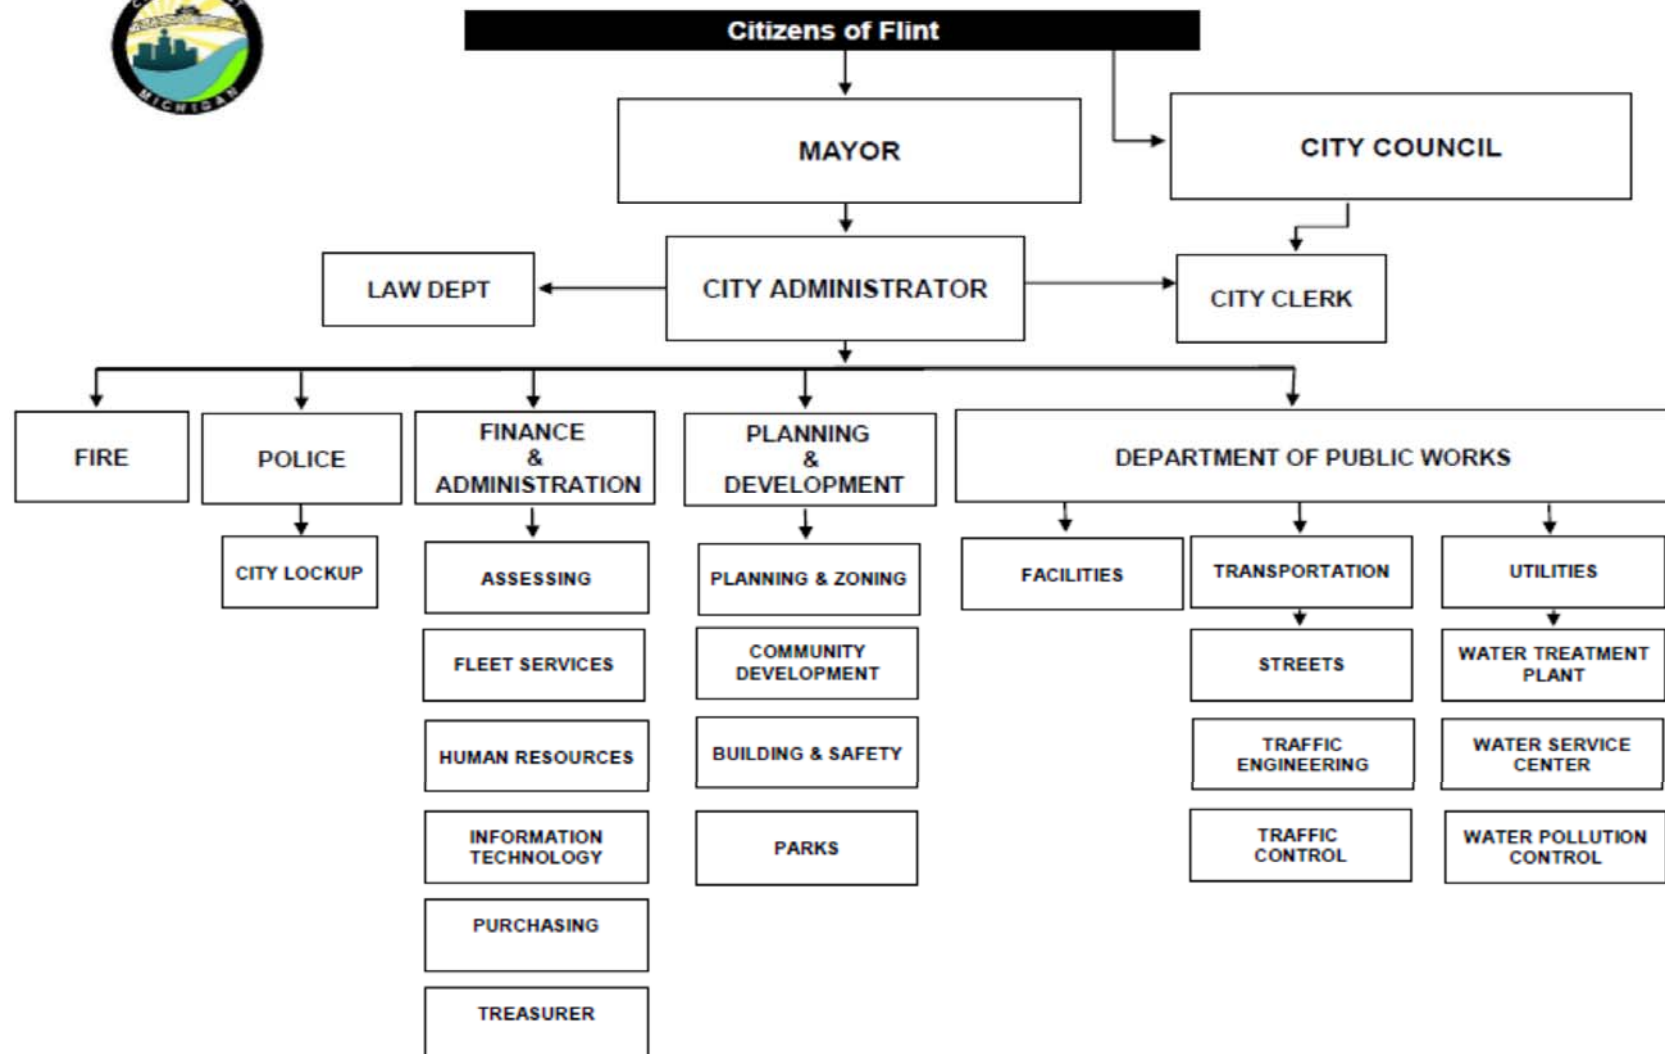 MICHIGAN
Citizens of Flint
MAYOR
CITY COUNCIL
LAW DEPT
CITY ADMINISTRATOR
CITY CLERK
FIRE
POLICE
FINANCE
&
ADMINISTRATION
PLANNING
&
DEVELOPMENT
DEPARTMENT OF PUBLIC WORKS
CITY LOCKUP
ASSESSING
PLANNING & ZONING
FACILITIES
TRANSPORTATION
UTILITIES
FLEET SERVICES
COMMUNITY
DEVELOPMENT
STREETS
WATER TREATMENT
PLANT
HUMAN RESOURCES
BUILDING & SAFETY
TRAFFIC
ENGINEERING
WATER SERVICE
CENTER
INFORMATION
TECHNOLOGY
PARKS
TRAFFIC
CONTROL
WATER POLLUTION
CONTROL
PURCHASING
TREASURER